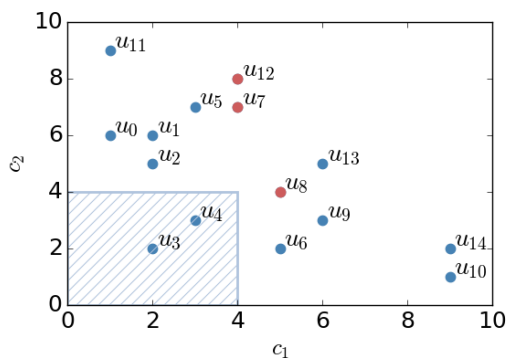 10
8
6
4
2
0
c₂
u₁₁
u₁₂
u₅
u₇
u₀
u₁
u₂
u₁₃
u₈
u₄
u₉
u₃
u₆
u₁₄
u₁₀
0 2 4 6 8 10
c₁